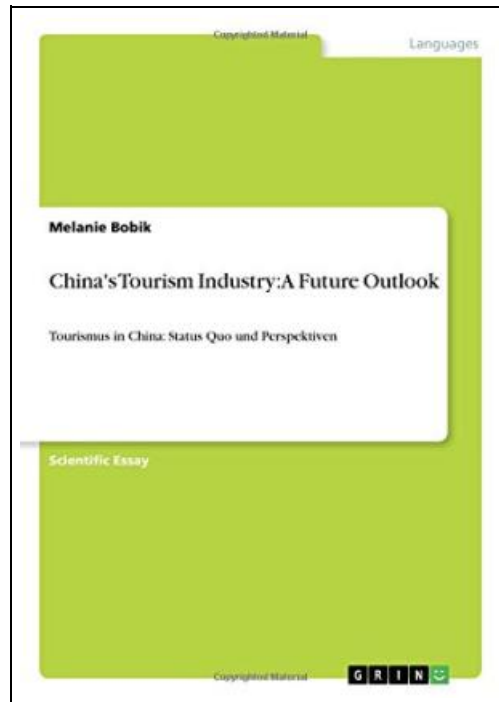 Copyrighted Material
Languages
Melanie Bobik
China's Tourism Industry: A Future Outlook
Tourismus in China: Status Quo und Perspektiven
Scientific Essay
Copyrighted Material
GRIN